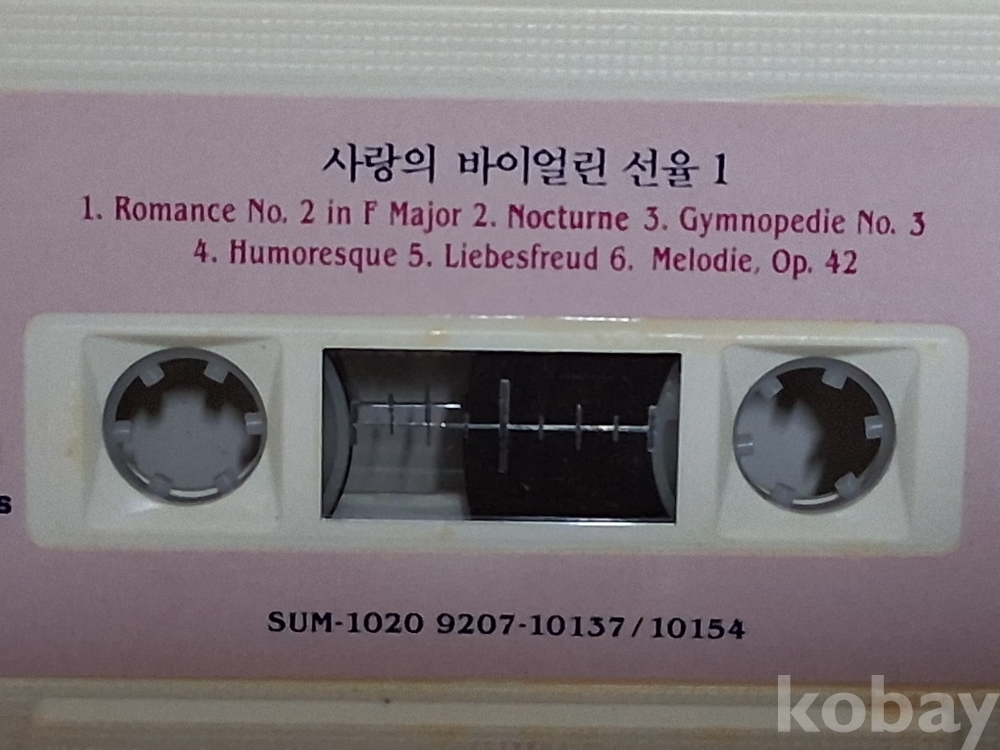 사랑의 바이얼린 선율 1
1. Romance No. 2 in F Major 2. Nocturne 3. Gymnopedie No. 3
4. Humoresque 5. Liebesfreud 6. Melodie, Op. 42
s
SUM-1020 9207-10137/10154
kobay